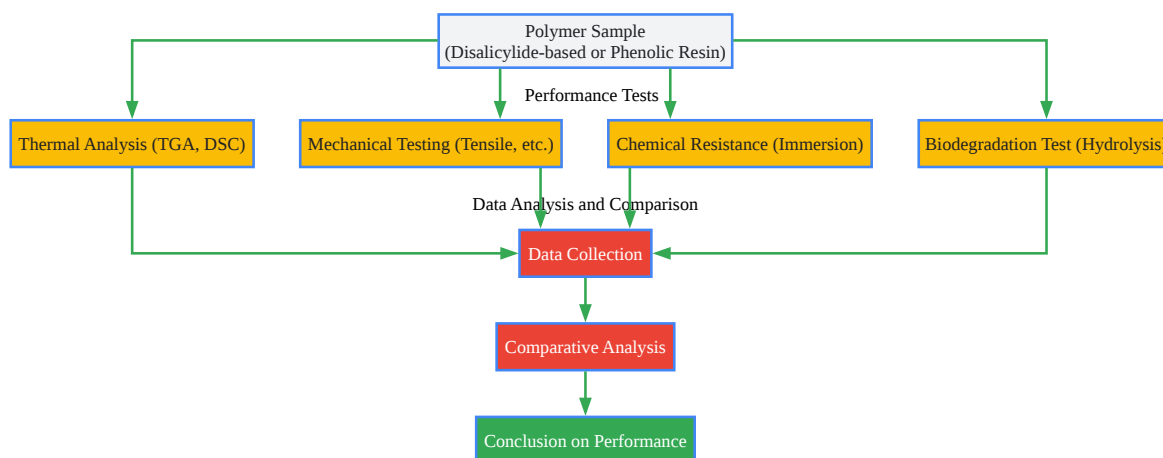 Polymer Sample
(Disalicylide-based or Phenolic Resin)
Performance Tests
Thermal Analysis (TGA, DSC)
Mechanical Testing (Tensile, etc.)
Chemical Resistance (Immersion)
Biodegradation Test (Hydrolysis)
Data Analysis and Comparison
Data Collection
Comparative Analysis
Conclusion on Performance